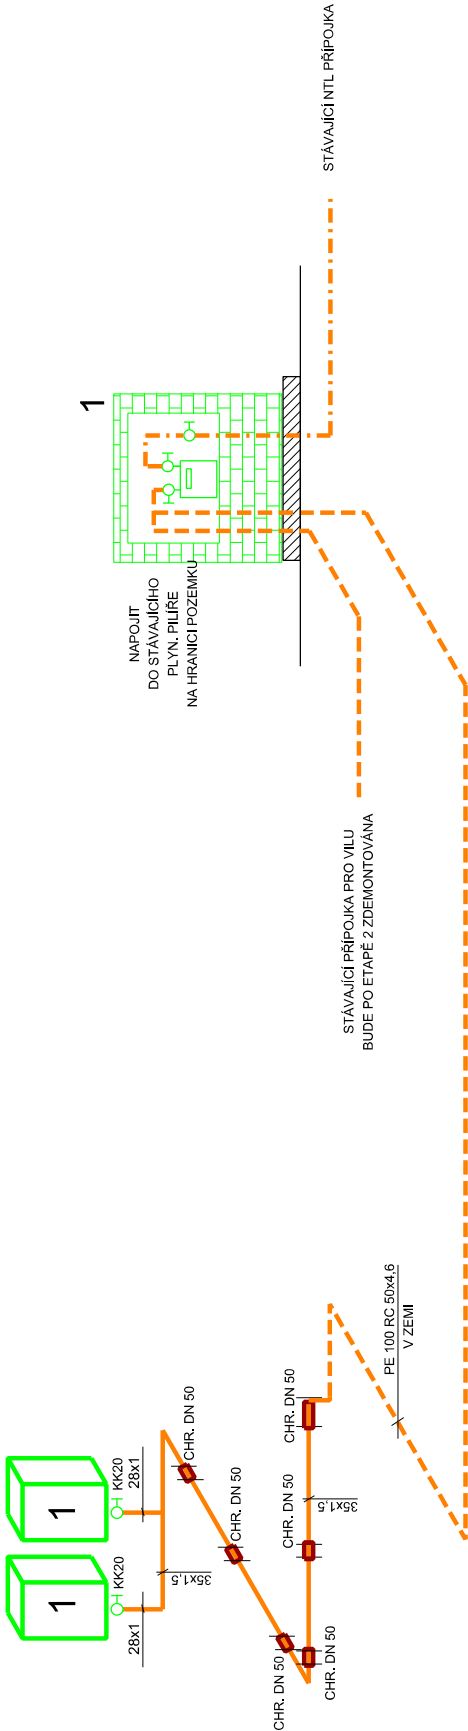 STÁVAJÍCÍ NTL PŘÍPOJKA
1
NAPOJIT
DO STÁVAJÍCÍHO
PLYN. PILÍŘE
NA HRANICI POZEMKU
STÁVAJÍCÍ PŘÍPOJKA PRO VILU
BUDE PO ETAPĚ 2 ZDEMONTOVÁNA
PE 100 RC 50x4,6
V ZEMI
1
KK20
28x1
1
KK20
28x1
35x1,5
CHR. DN 50
CHR. DN 50
CHR. DN 50
CHR. DN 50
CHR. DN 50
CHR. DN 50
35x1,5